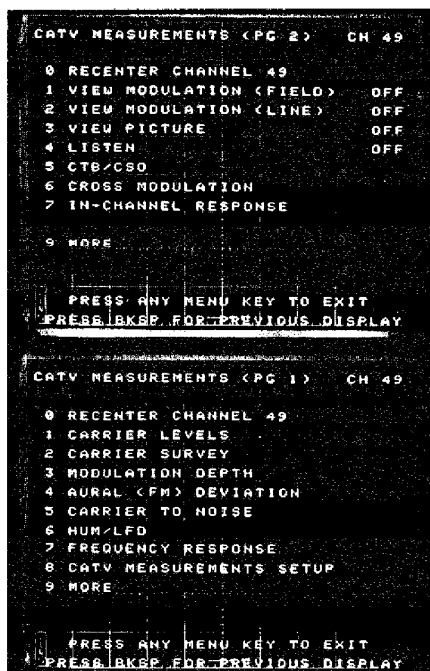 CATV MEASUREMENTS (PG 2) CH 49
0 RECENTER CHANNEL 49
1 VIEW MODULATION (FIELD) OFF
2 VIEW MODULATION (LINE) OFF
3 VIEW PICTURE OFF
4 LISTEN OFF
5 CTB/CSO
6 CROSS MODULATION
7 IN-CHANNEL RESPONSE
9 MORE
PRESS ANY MENU KEY TO EXIT
PRESS BKSP FOR PREVIOUS DISPLAY
CATV MEASUREMENTS (PG 1) CH 49
0 RECENTER CHANNEL 49
1 CARRIER LEVELS
2 CARRIER SURVEY
3 MODULATION DEPTH
4 AURAL (FM) DEVIATION
5 CARRIER TO NOISE
6 HUM/LFD
7 FREQUENCY RESPONSE
8 CATV MEASUREMENTS SETUP
9 MORE
PRESS ANY MENU KEY TO EXIT
PRESS BKSP FOR PREVIOUS DISPLAY